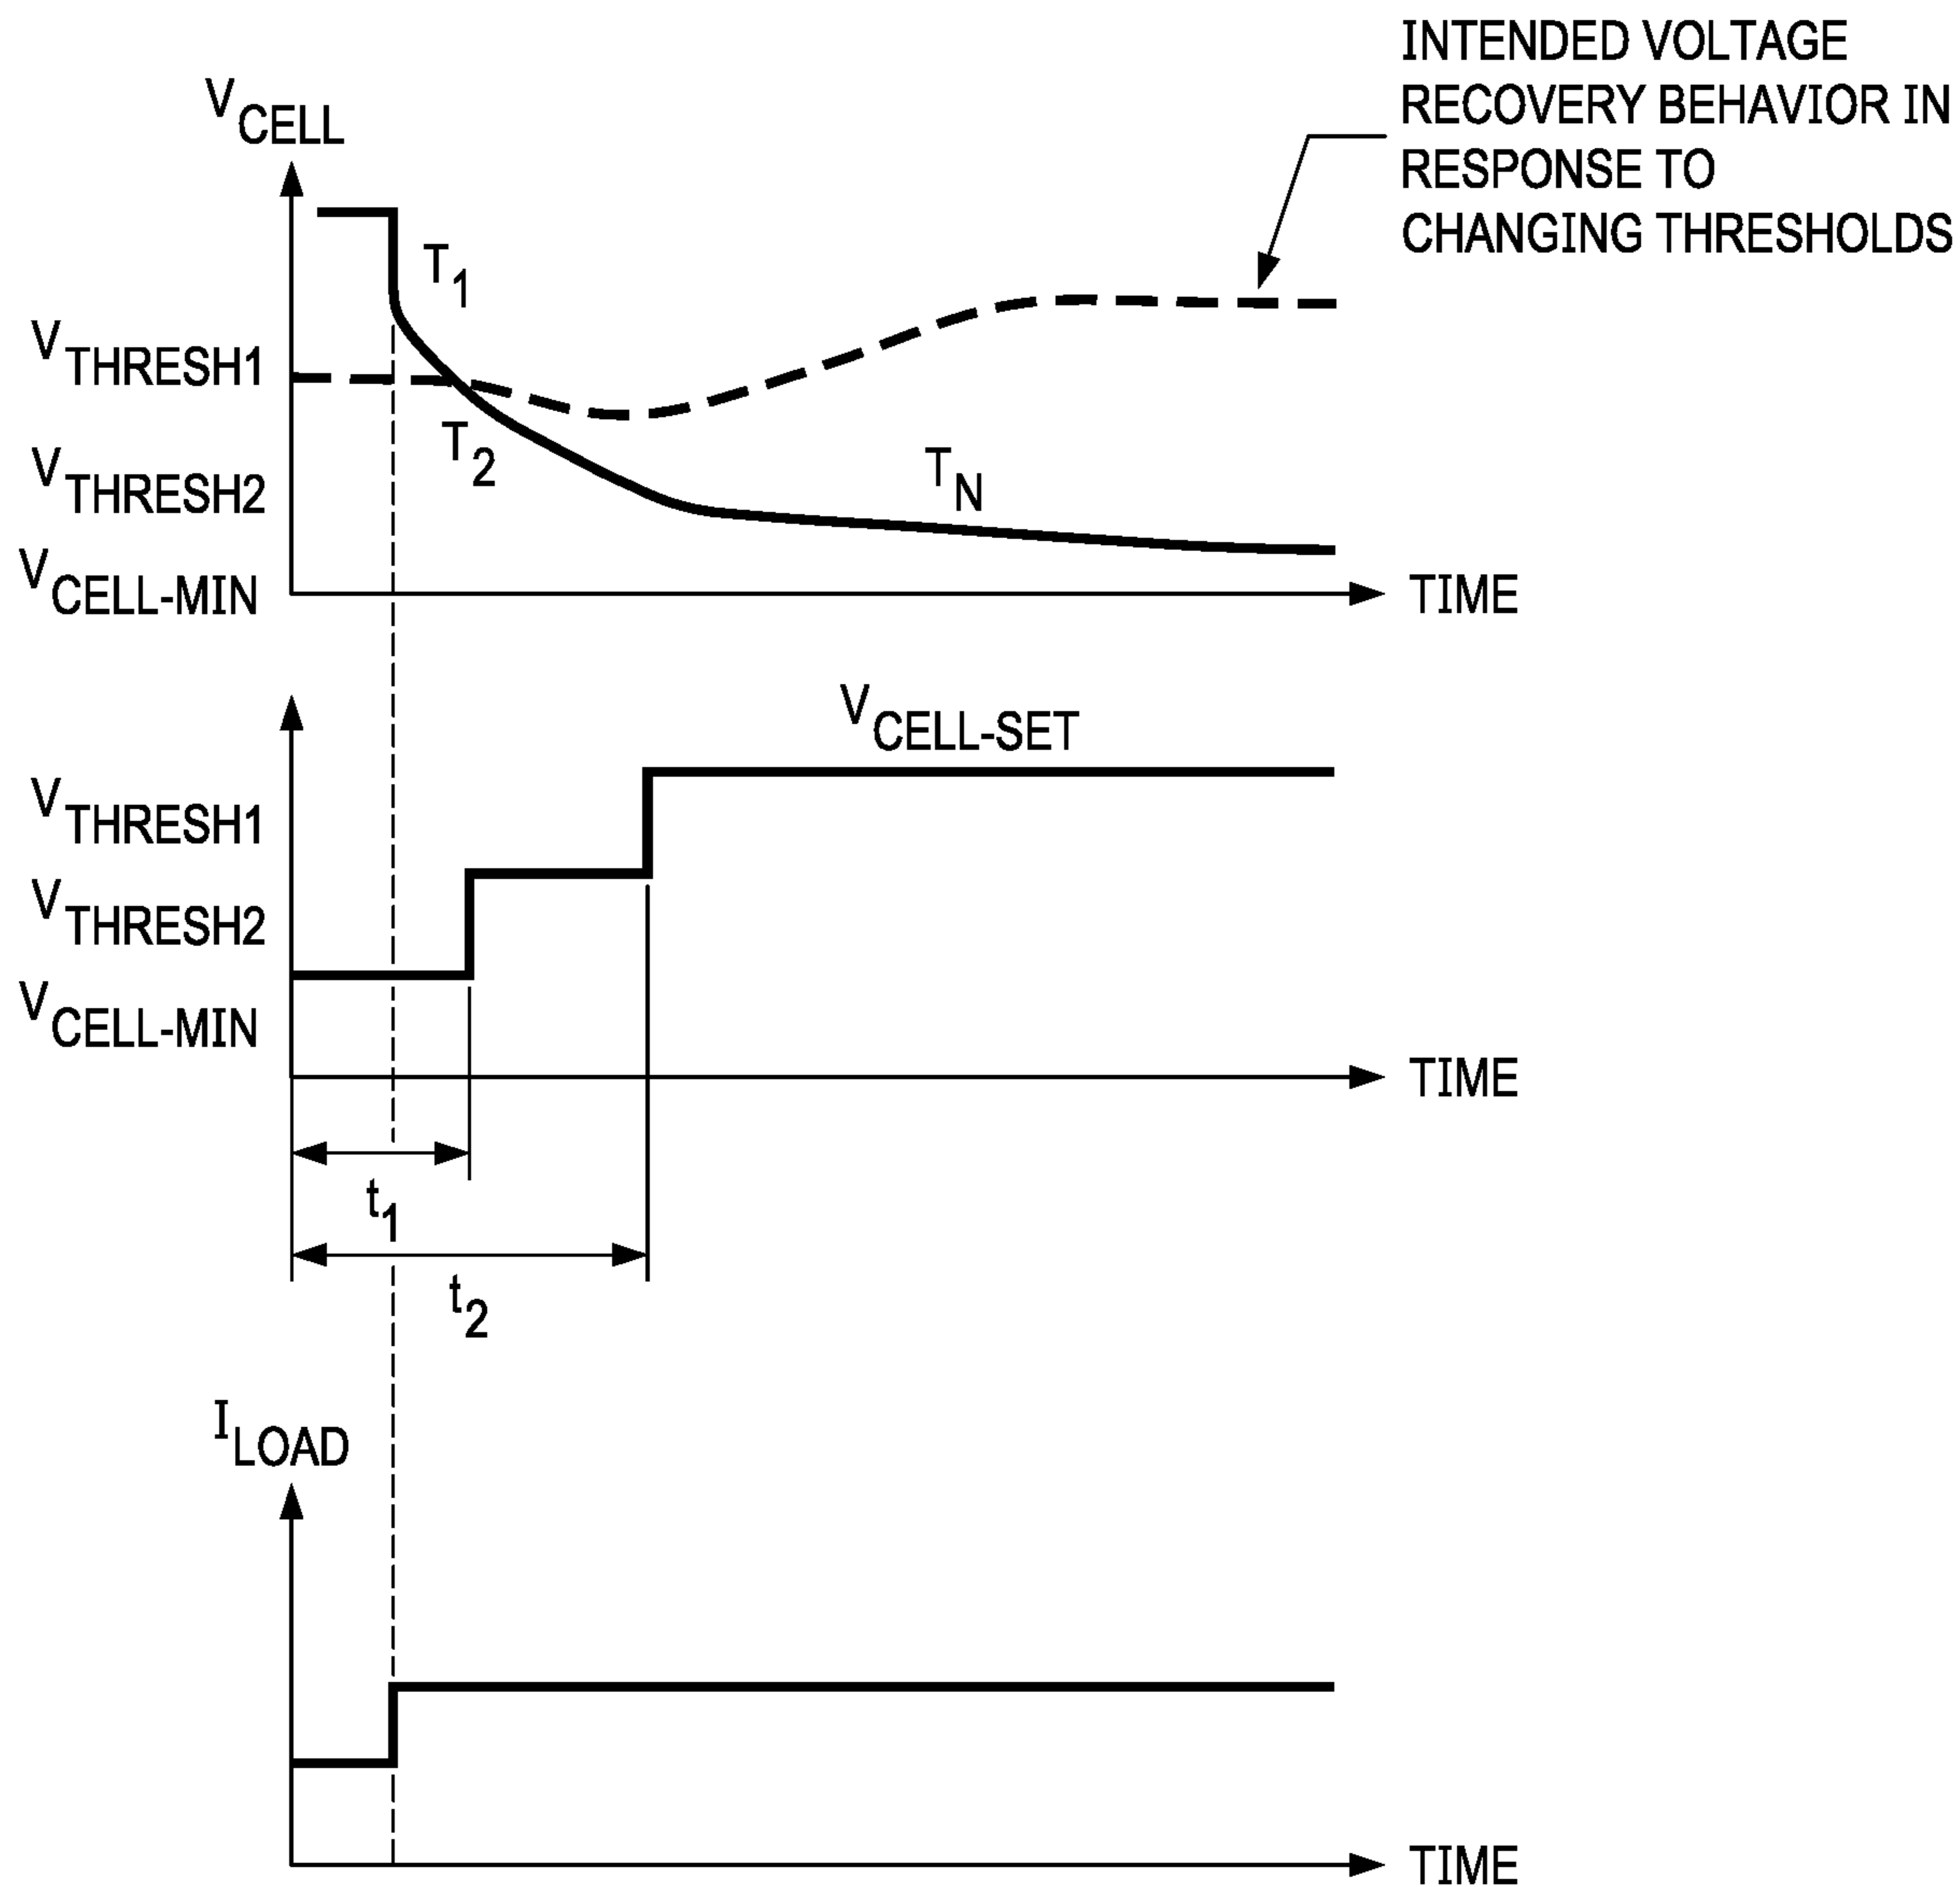 INTENDED VOLTAGE
RECOVERY BEHAVIOR IN
RESPONSE TO
CHANGING THRESHOLDS
VCELL
T1
VTHRESH1
T2
VTHRESH2
TN
VCELL-MIN
TIME
VCELL-SET
VTHRESH1
VTHRESH2
VCELL-MIN
TIME
t1
t2
ILOAD
TIME